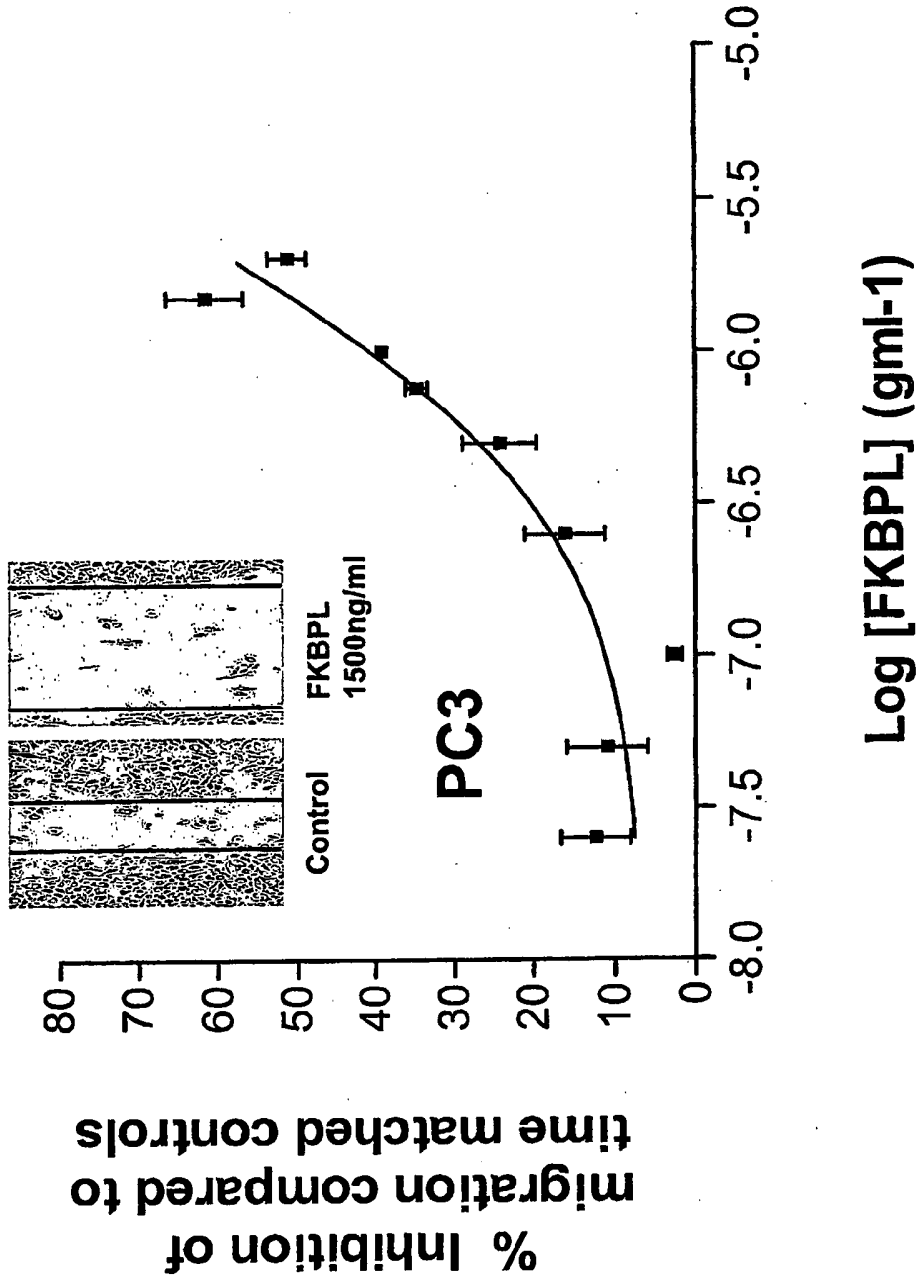 Control
FKBPL
1500ng/ml
PC3
% Inhibition of
migration compared to
time matched controls
80
70
60
50
40
30
20
10
0
-8.0
-7.5
-7.0
-6.5
-6.0
-5.5
-5.0
Log [FKBPL] (gml-1)